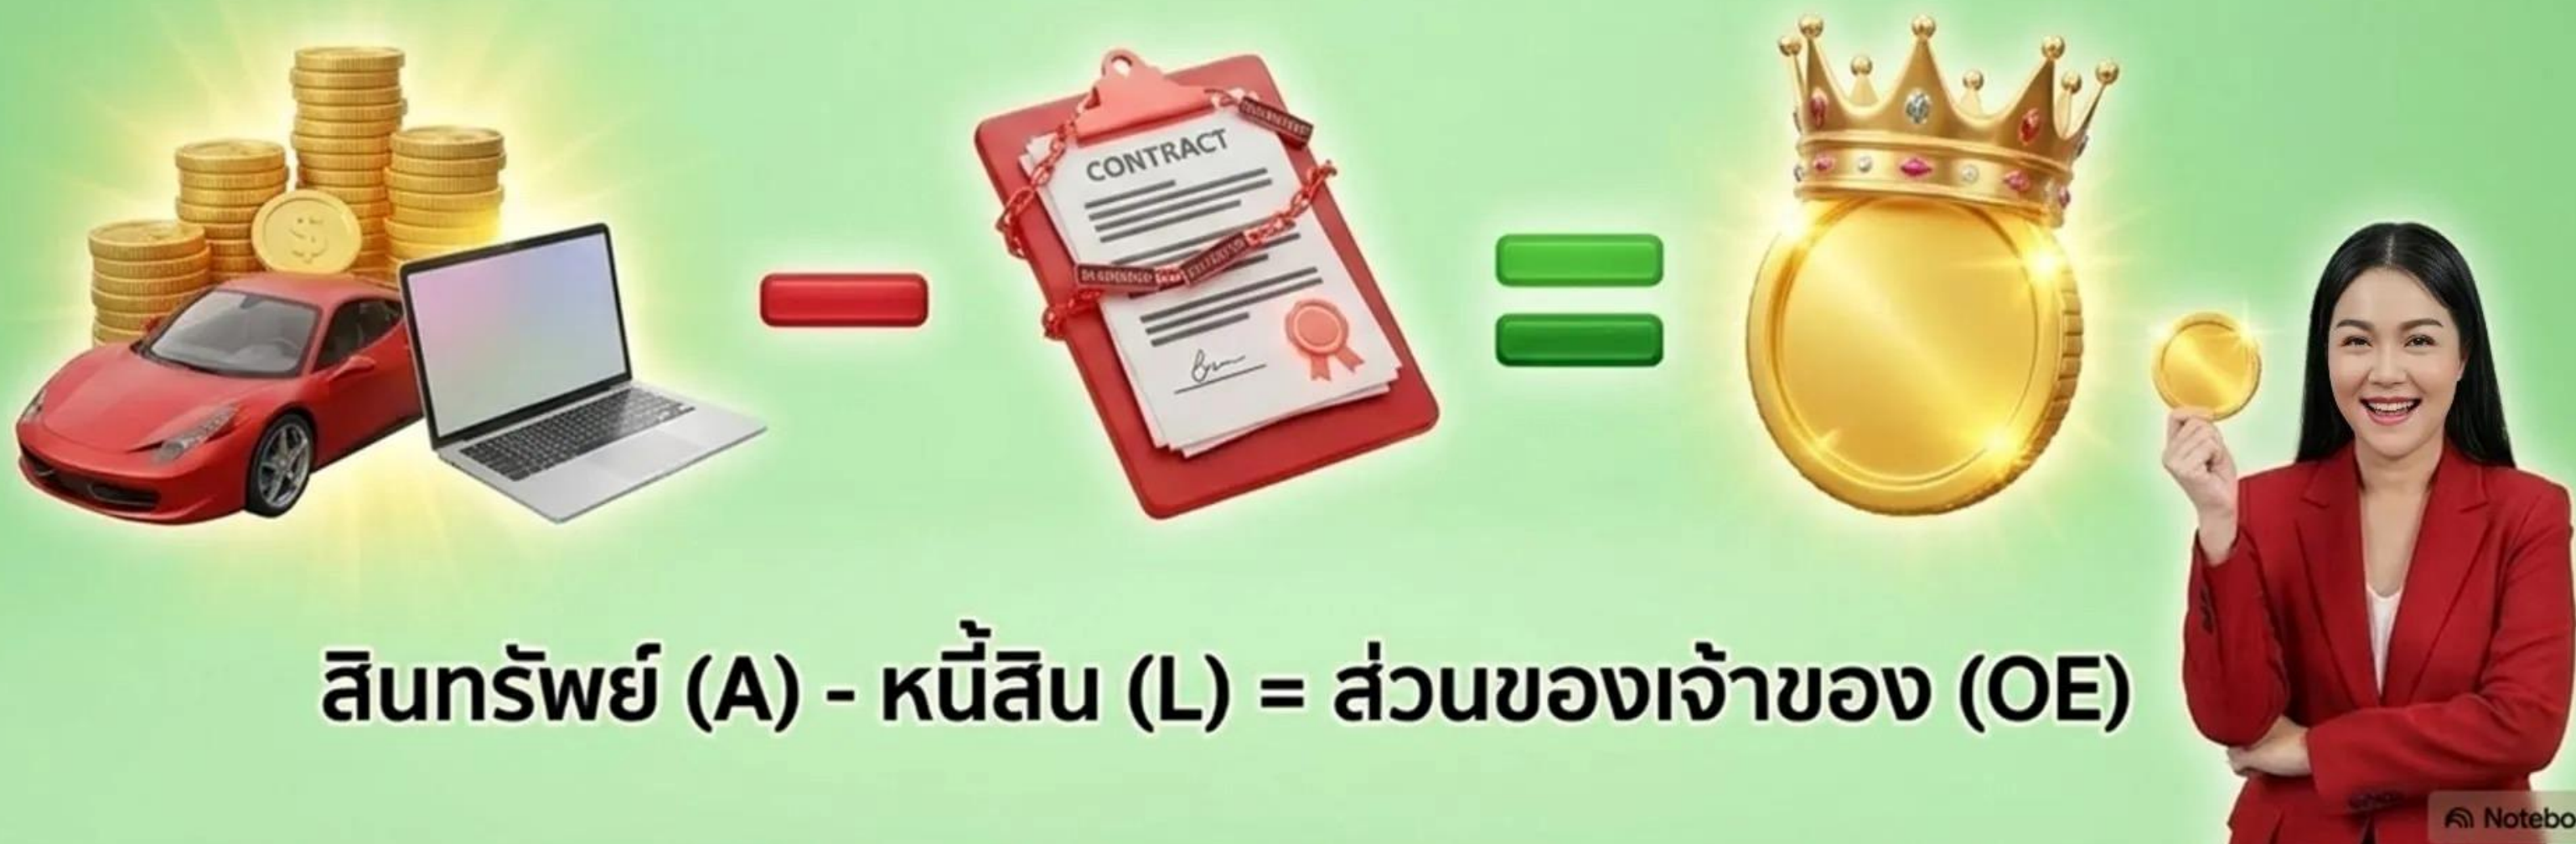 CONTRACT
สินทรัพย์ (A) - หนี้สิน (L) = ส่วนของเจ้าของ (OE)
Notebo